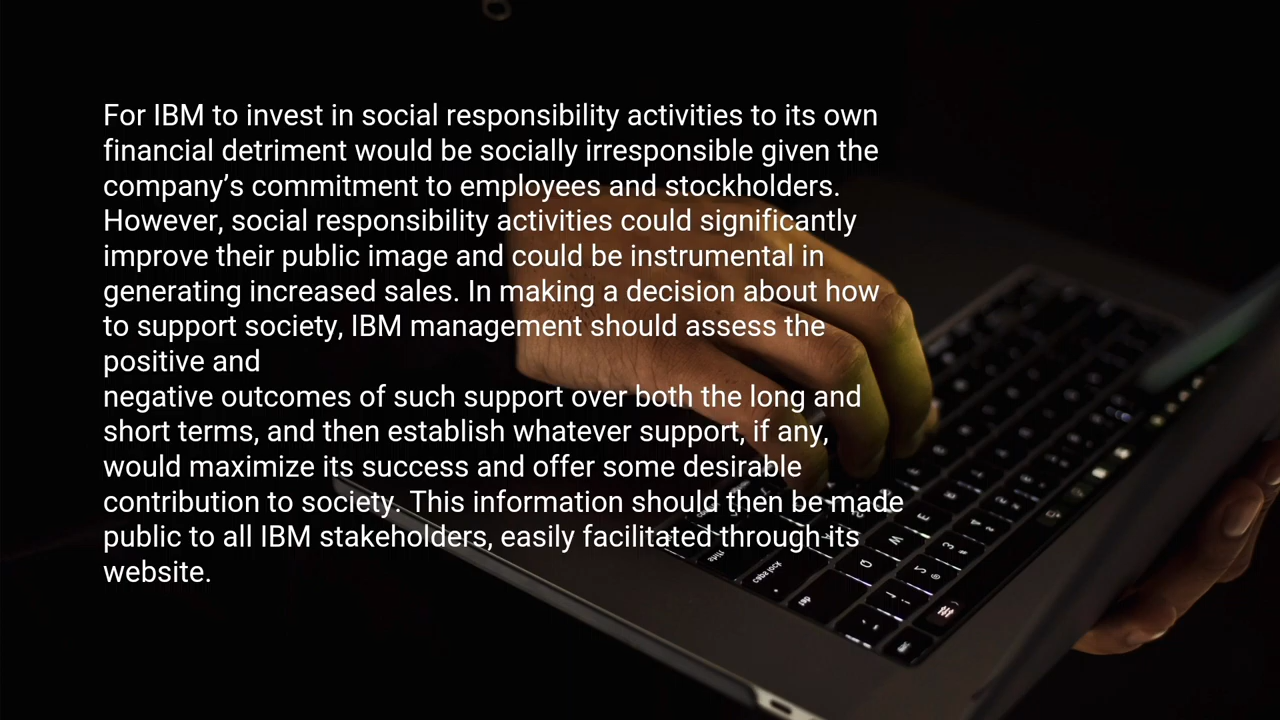 For IBM to invest in social responsibility activities to its own
financial detriment would be socially irresponsible given the
company’s commitment to employees and stockholders.
However, social responsibility activities could significantly
improve their public image and could be instrumental in
generating increased sales. In making a decision about how
to support society, IBM management should assess the
positive and
negative outcomes of such support over both the long and
short terms, and then establish whatever support, if any,
would maximize its success and offer some desirable
contribution to society. This information should then be made
public to all IBM stakeholders, easily facilitated through its
website.